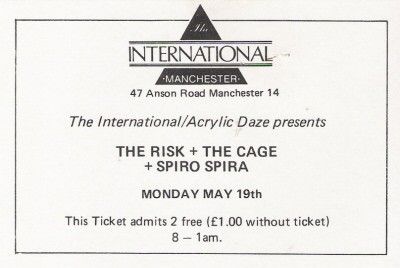 The
INTERNATIONAL
·MANCHESTER·
47 Anson Road Manchester 14
The International/Acrylic Daze presents
THE RISK + THE CAGE
+ SPIRO SPIRA
MONDAY MAY 19th
This Ticket admits 2 free (£1.00 without ticket)
8 – 1am.